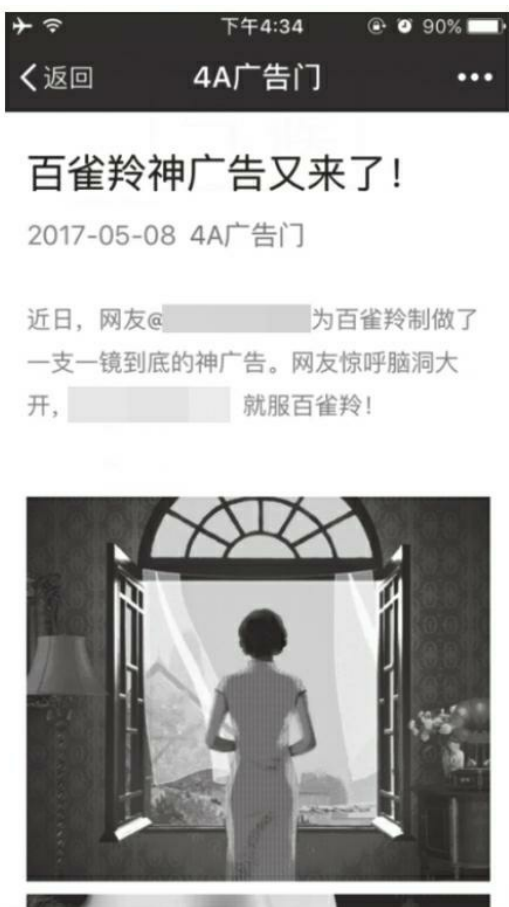 下午4:34
90%
返回
4A广告门
百雀羚神广告又来了!
2017-05-08 4A广告门
近日，网友@ 为百雀羚制做了
一支一镜到底的神广告。网友惊呼脑洞大
开， 就服百雀羚!